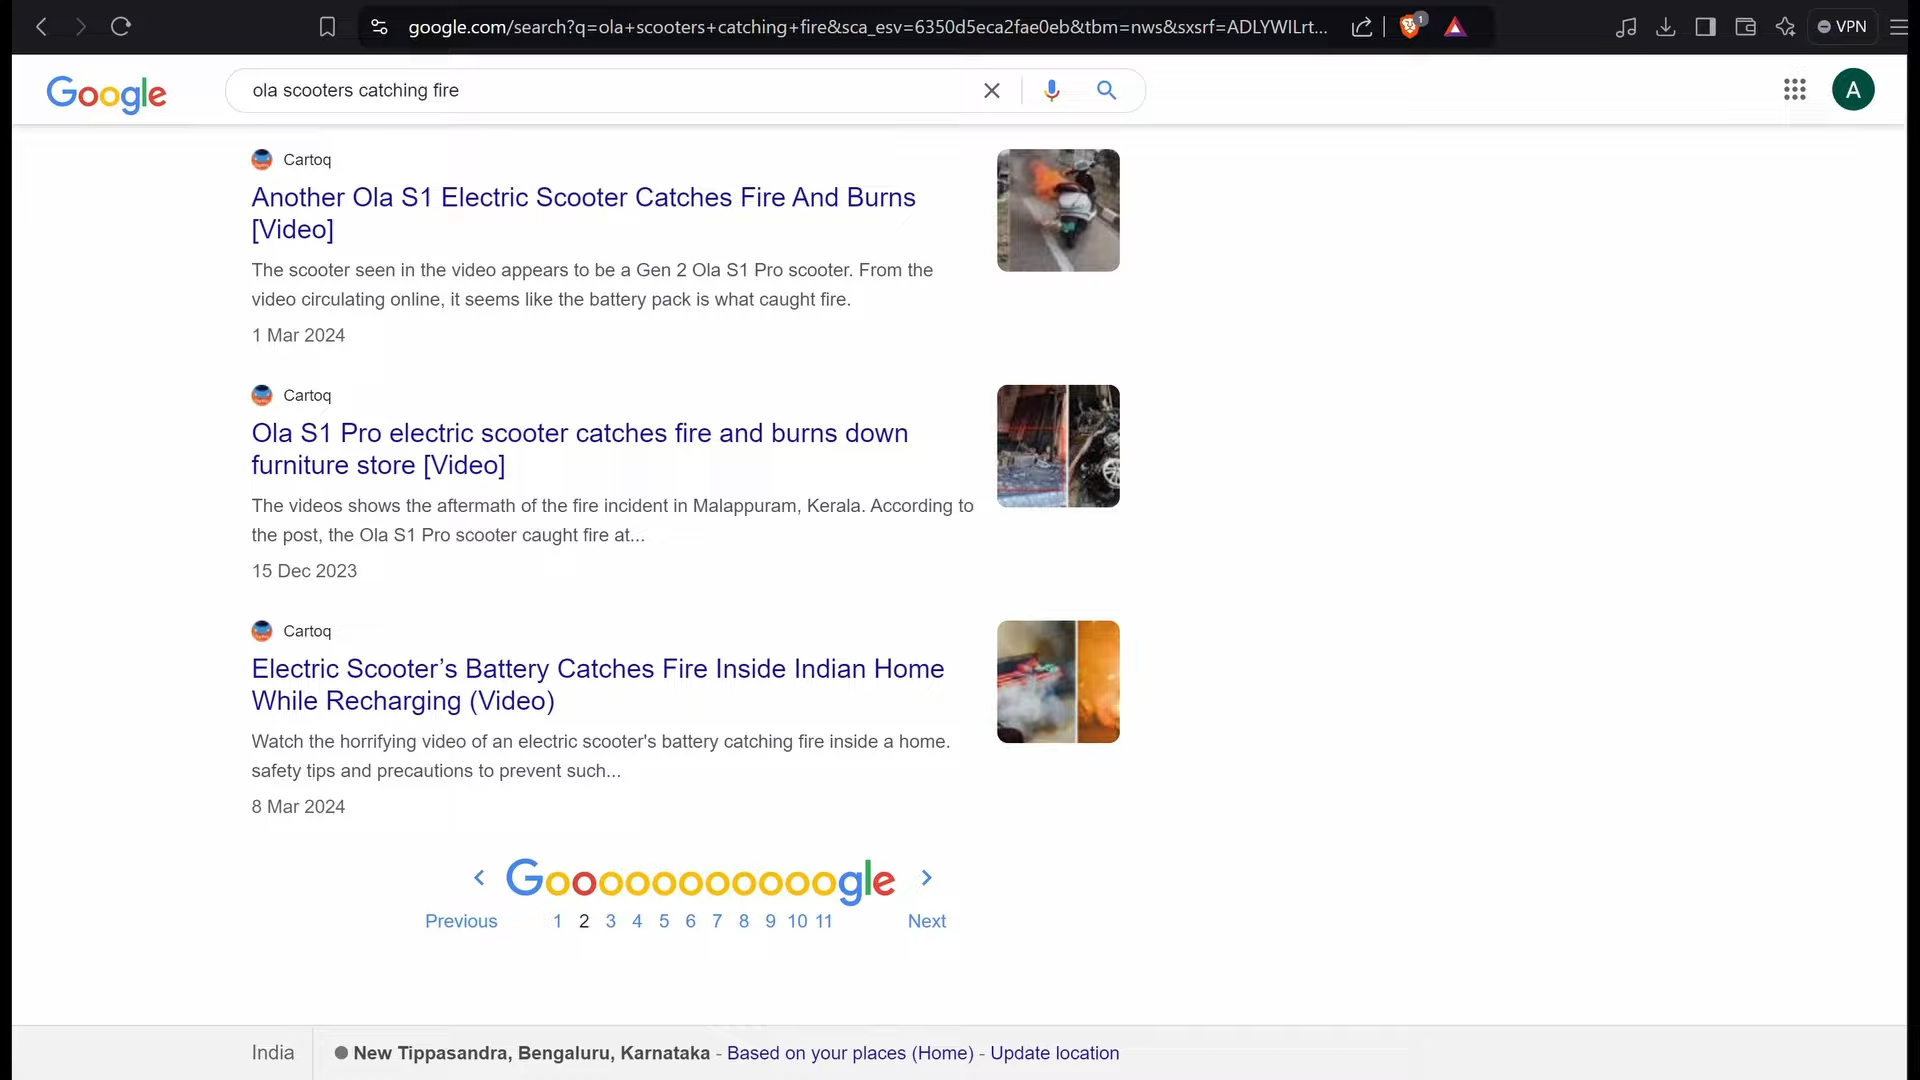 google.com/search?q=ola+scooters+catching+fire&sca_esv=6350d5eca2fae0eb&tbm=nws&sxsrf=ADLYWILrt...
1
VPN
Google
ola scooters catching fire
A
Cartoq
Another Ola S1 Electric Scooter Catches Fire And Burns
[Video]
The scooter seen in the video appears to be a Gen 2 Ola S1 Pro scooter. From the
video circulating online, it seems like the battery pack is what caught fire.
1 Mar 2024
Cartoq
Ola S1 Pro electric scooter catches fire and burns down
furniture store [Video]
The videos shows the aftermath of the fire incident in Malappuram, Kerala. According to
the post, the Ola S1 Pro scooter caught fire at...
15 Dec 2023
Cartoq
Electric Scooter’s Battery Catches Fire Inside Indian Home
While Recharging (Video)
Watch the horrifying video of an electric scooter's battery catching fire inside a home.
safety tips and precautions to prevent such...
8 Mar 2024
Goooooooooooogle
Previous 1 2 3 4 5 6 7 8 9 10 11 Next
India New Tippasandra, Bengaluru, Karnataka - Based on your places (Home) - Update location